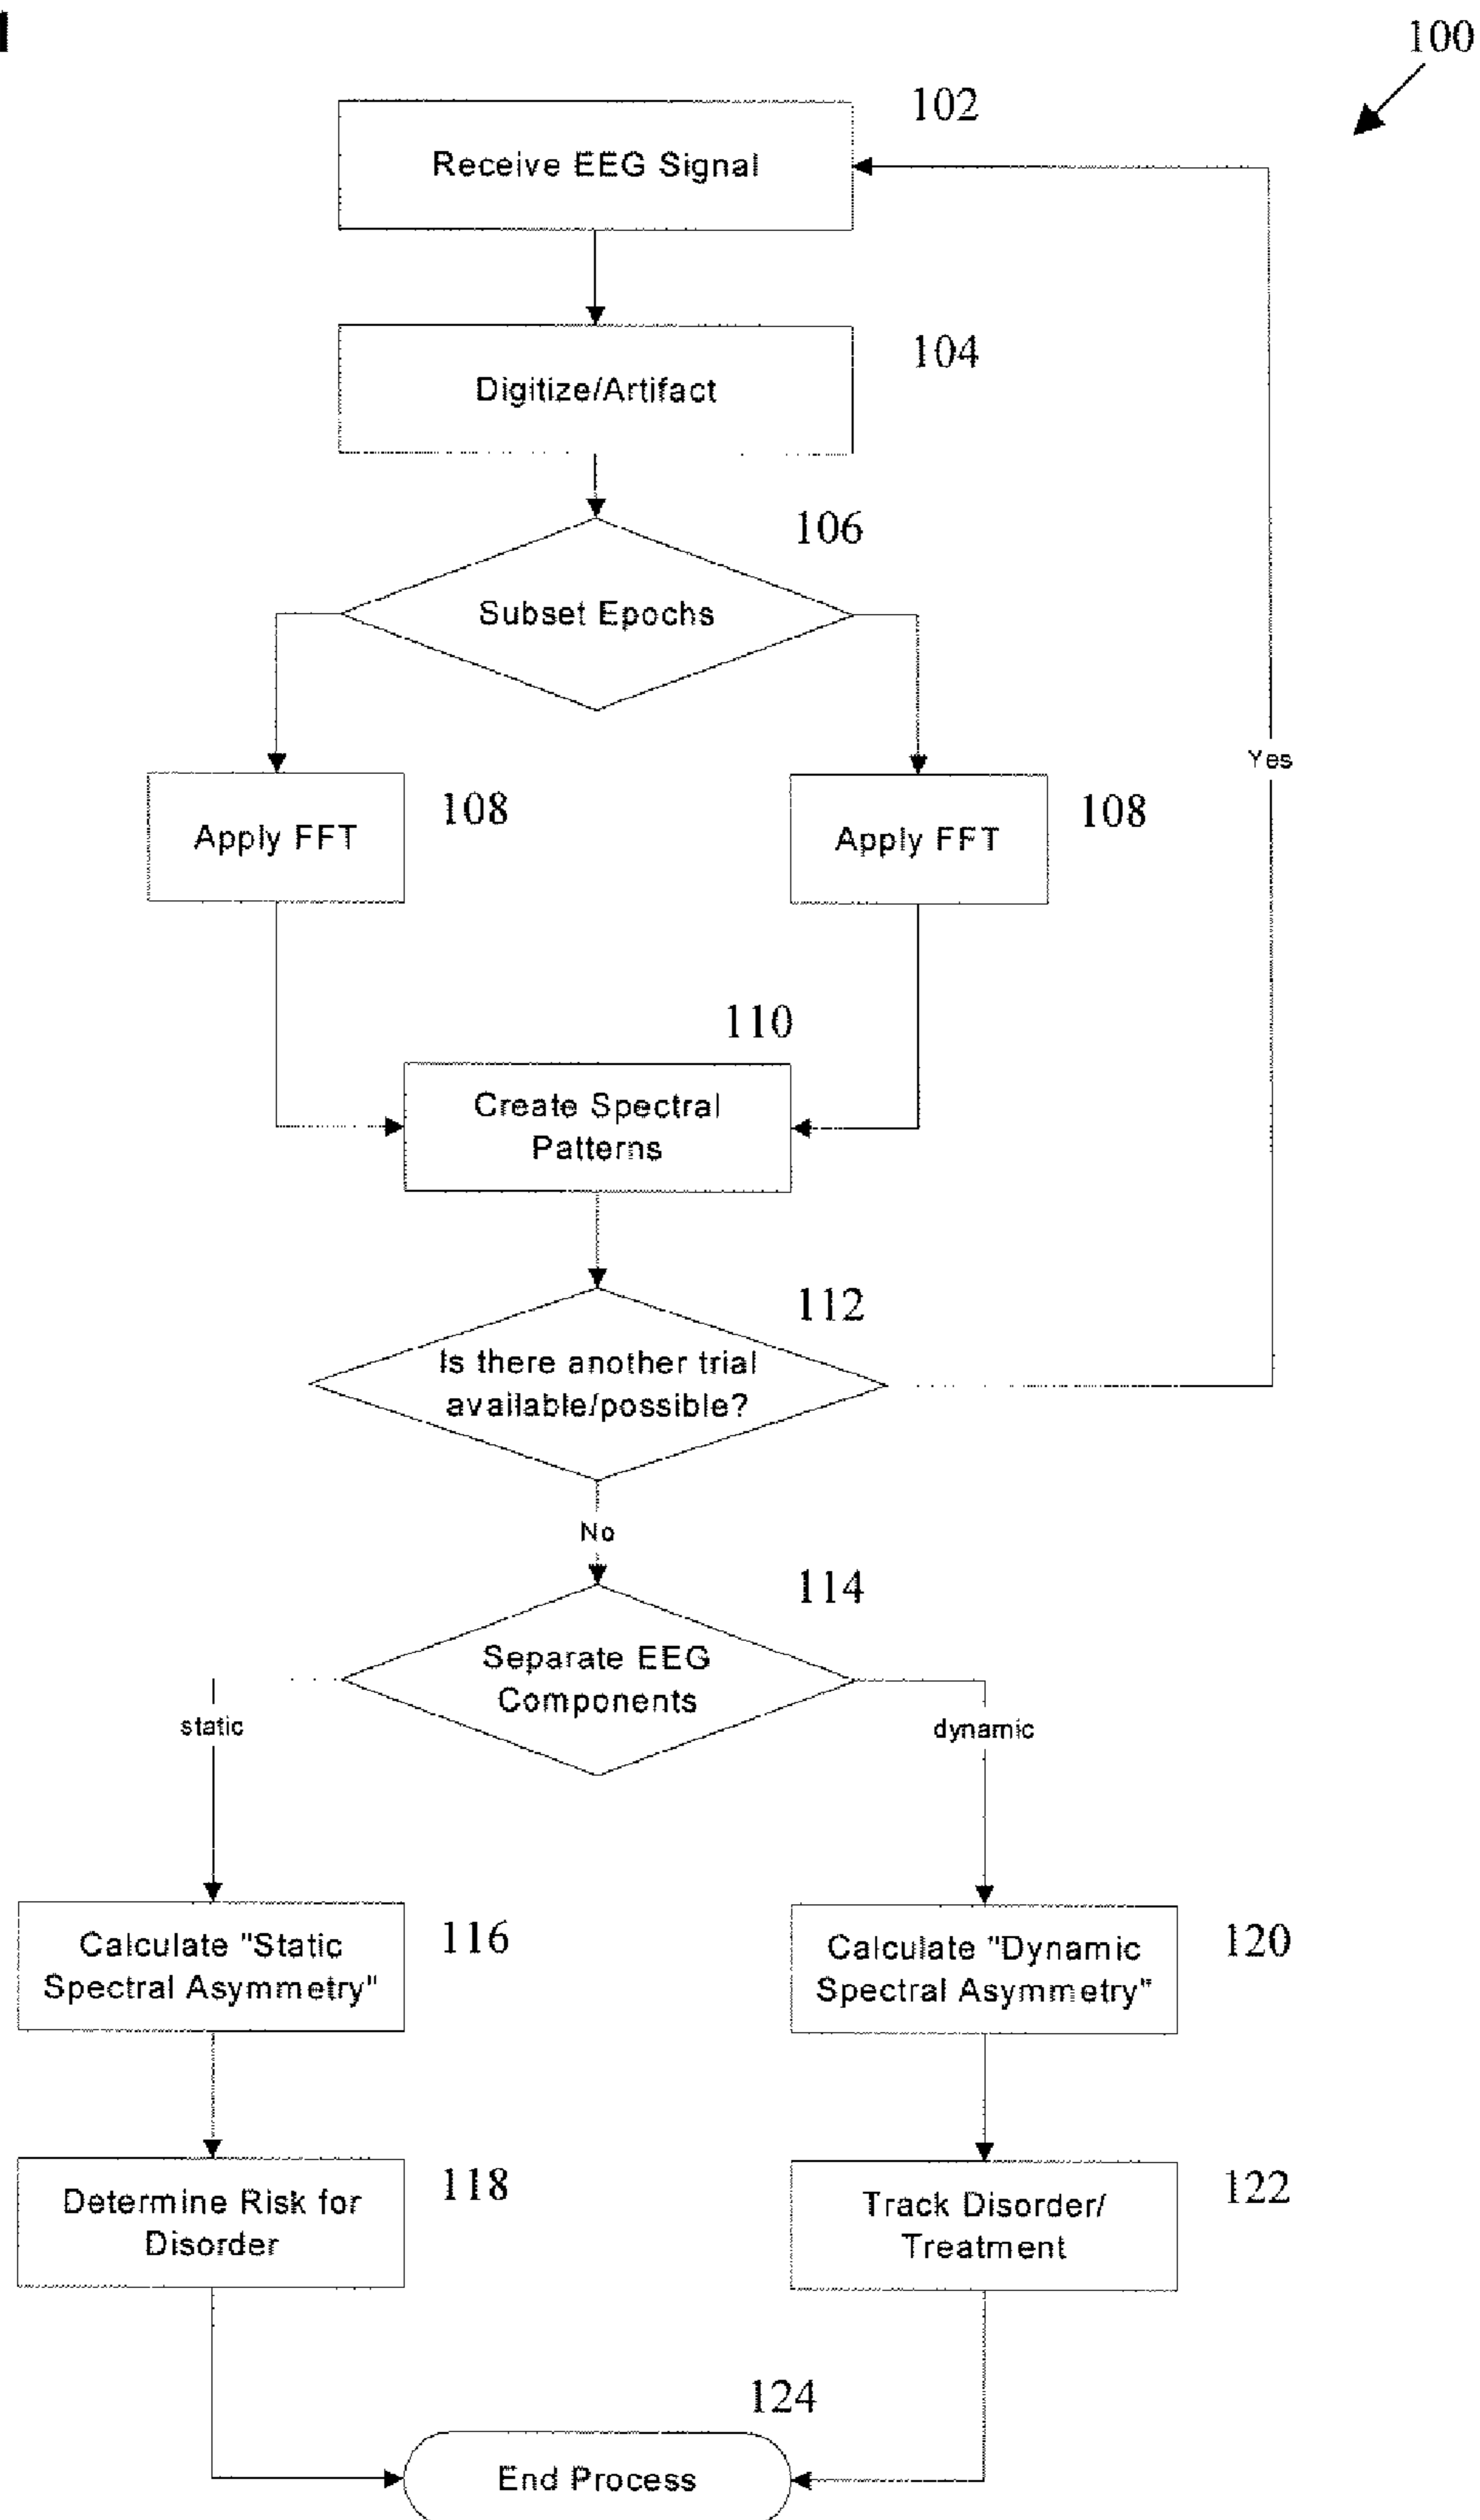 100
102
Receive EEG Signal
104
Digitize/Artifact
106
Subset Epochs
Yes
108
Apply FFT
108
Apply FFT
110
Create Spectral
Patterns
112
Is there another trial
available/possible?
No
114
Separate EEG
Components
static
dynamic
Calculate "Static
Spectral Asymmetry"
116
Calculate "Dynamic
Spectral Asymmetry"
120
Determine Risk for
Disorder
118
Track Disorder/
Treatment
122
124
End Process